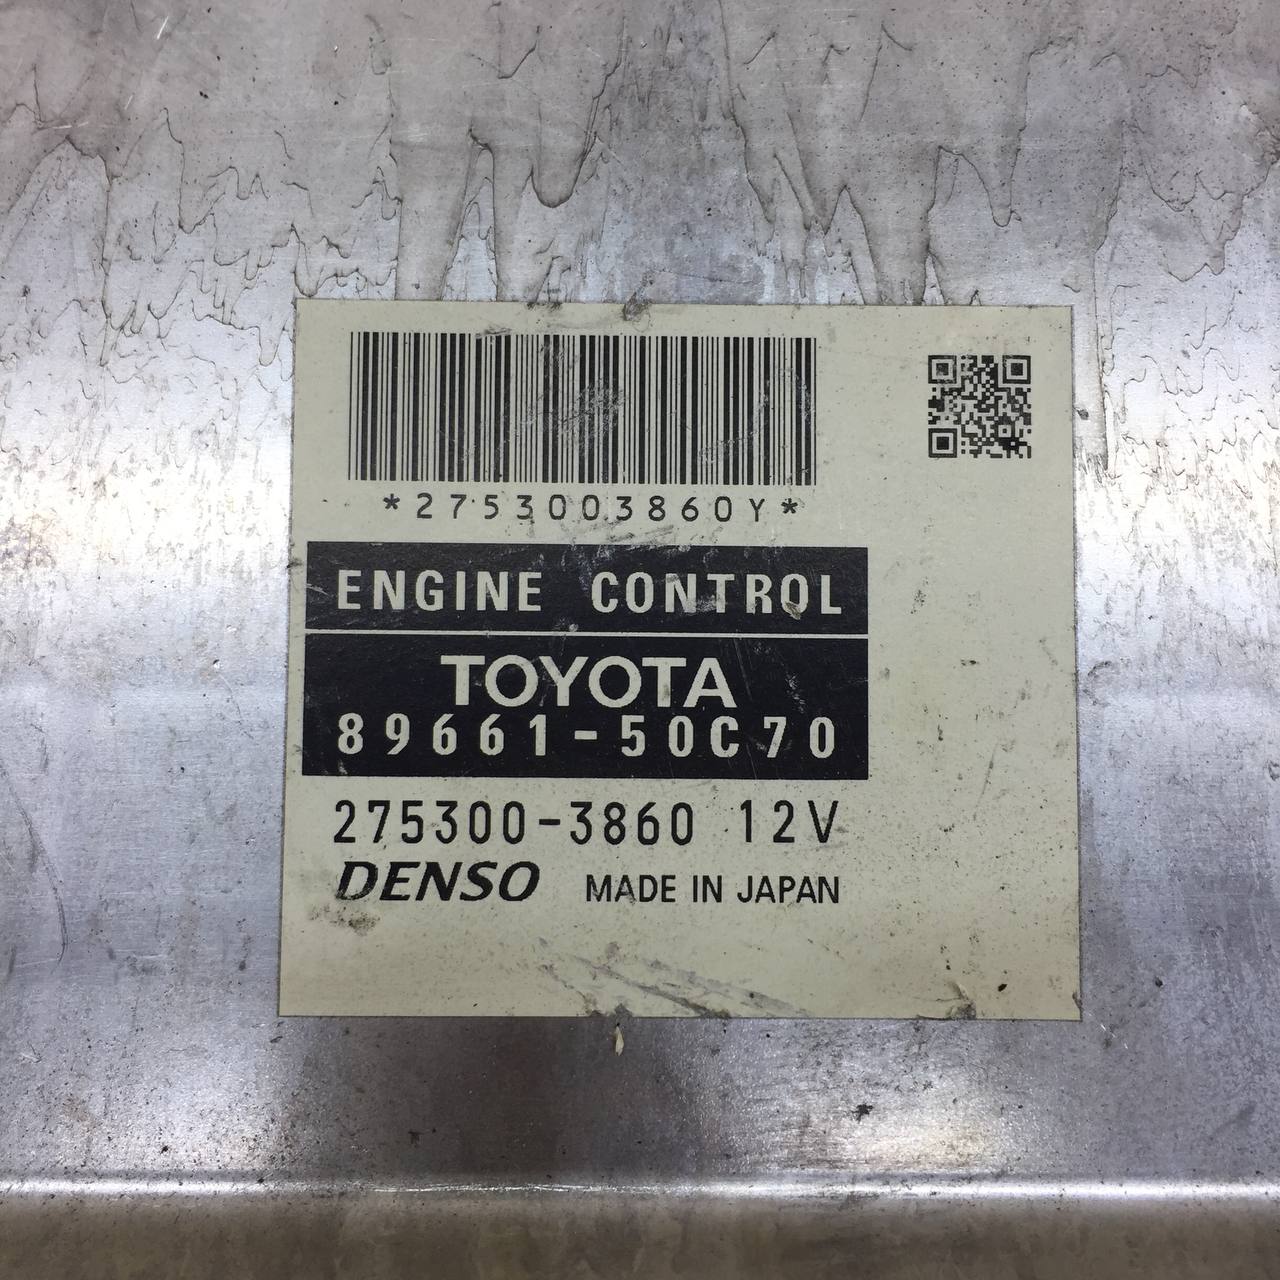 *2753003860Y*
ENGINE CONTROL
TOYOTA
89661-50C70
275300-3860 12V
DENSO MADE IN JAPAN